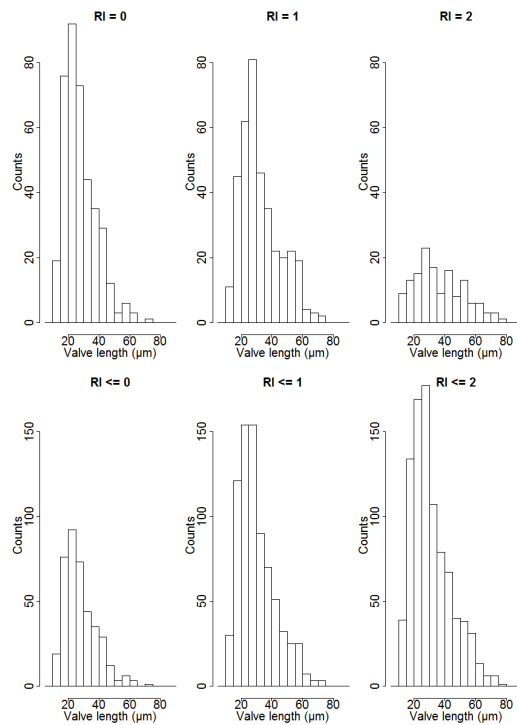 RI = 0 RI = 1 RI = 2
Counts Counts Counts
0 20 40 60 80
0 20 40 60 80
0 20 40 60 80
20 40 60 80 20 40 60 80 20 40 60 80
Valve length (µm) Valve length (µm) Valve length (µm)
RI <= 0 RI <= 1 RI <= 2
Counts Counts Counts
0 50 100 150
0 50 100 150
0 50 100 150
20 40 60 80 20 40 60 80 20 40 60 80
Valve length (µm) Valve length (µm) Valve length (µm)